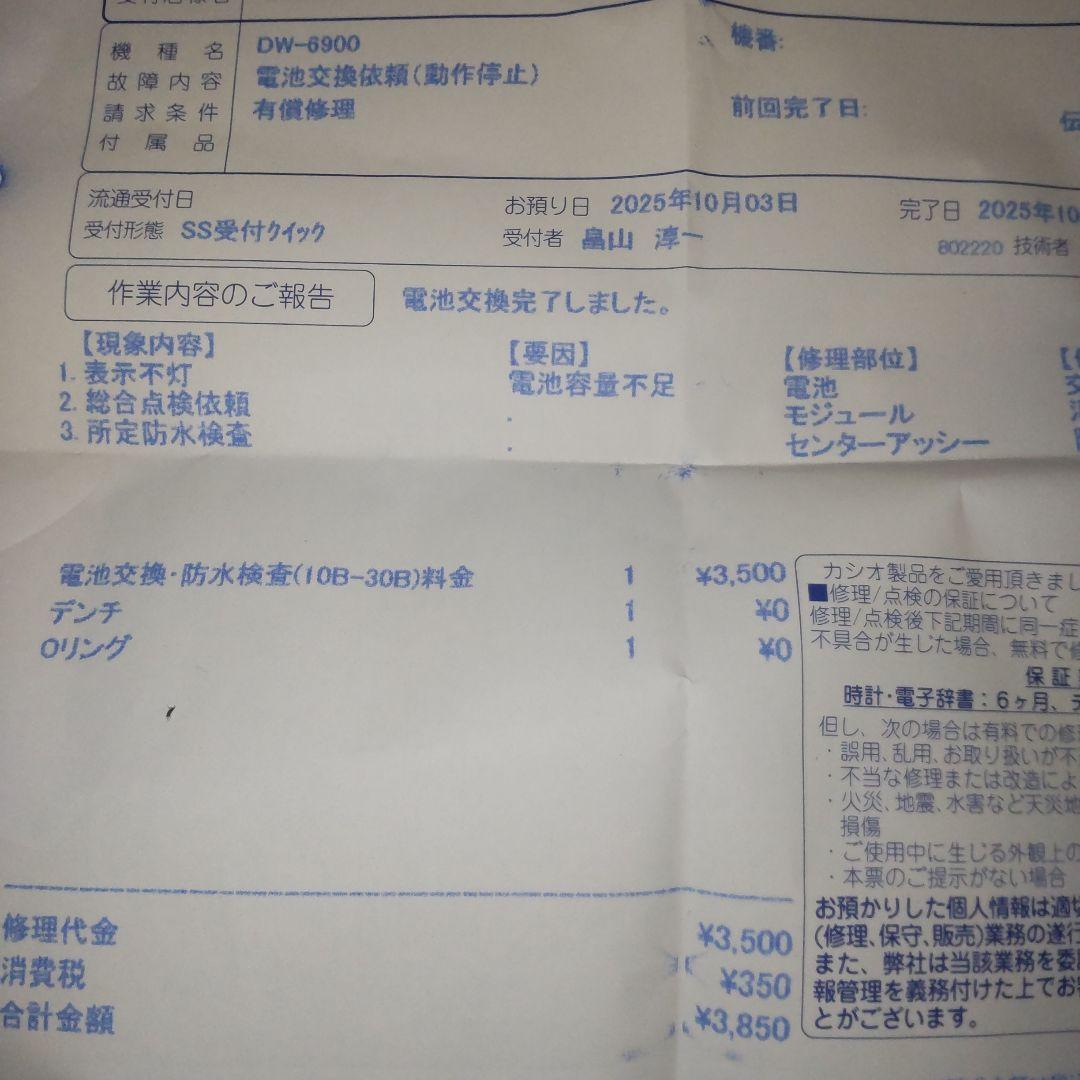 機種名 DW-6900 機番:
故障内容 電池交換依頼(動作停止)
請求条件 有償修理 前回完了日:
付属品
流通受付日 お預り日 2025年10月03日 完了日 2025年10
受付形態 SS受付クイック 受付者 畠山 淳一 802220 技術者
作業内容のご報告 電池交換完了しました。
【現象内容】 【要因】 【修理部位】
1. 表示不灯 電池容量不足 電池
2. 総合点検依頼 . モジュール
3. 所定防水検査 . センターアッシー
電池交換・防水検査(10B-30B)料金 1 ¥3,500
デンチ 1 ¥0
Oリング 1 ¥0
修理代金 ¥3,500
消費税 ¥350
合計金額 ¥3,850
カシオ製品をご愛用頂きまし
■修理/点検の保証について
修理/点検後下記期間に同一症
不具合が生じた場合、無料で修
保証
時計・電子辞書:6ヶ月、
但し、次の場合は有料での修
・誤用、乱用、お取り扱いが不
・不当な修理または改造によ
・火災、地震、水害など天災地
損傷
・ご使用中に生じる外観上の
・本票のご提示がない場合
お預かりした個人情報は適切
(修理、保守、販売)業務の遂行
また、弊社は当該業務を委
報管理を義務付けた上でお
とがございます。